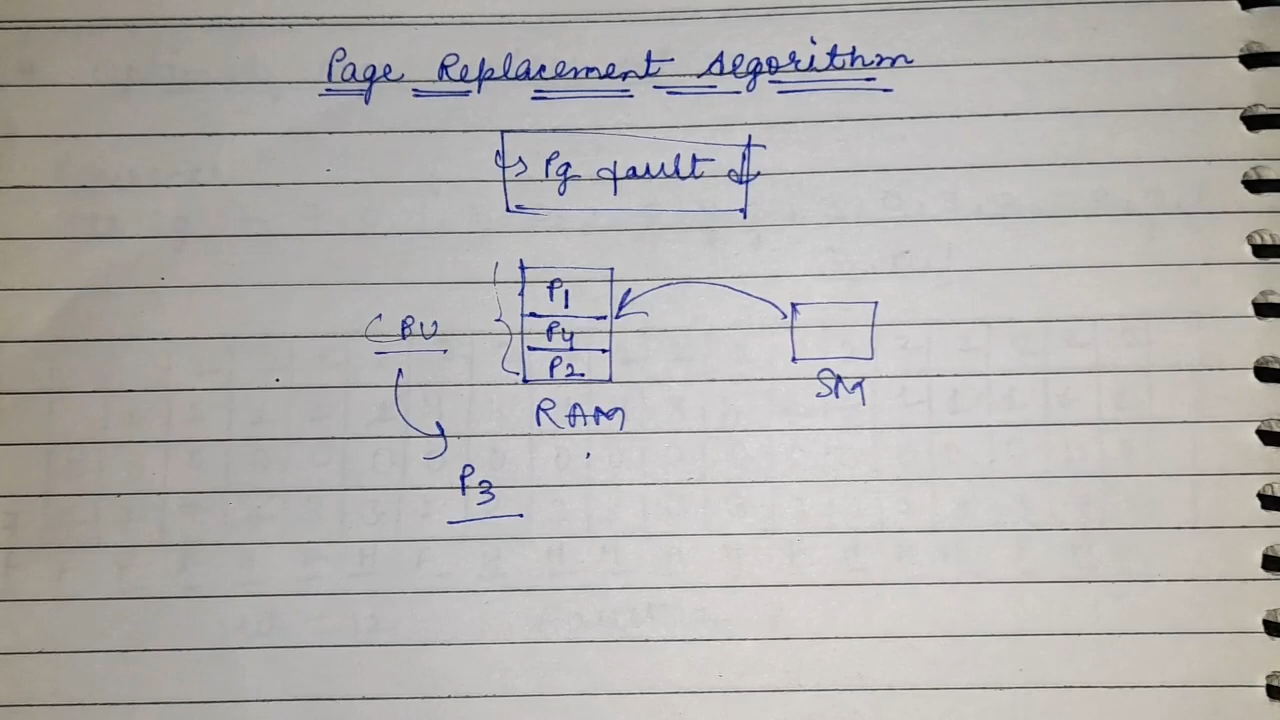 Page Replacement Algorithm
↳ Pg fault ↓
P1
CPU
P4
P2
SM
RAM
P3